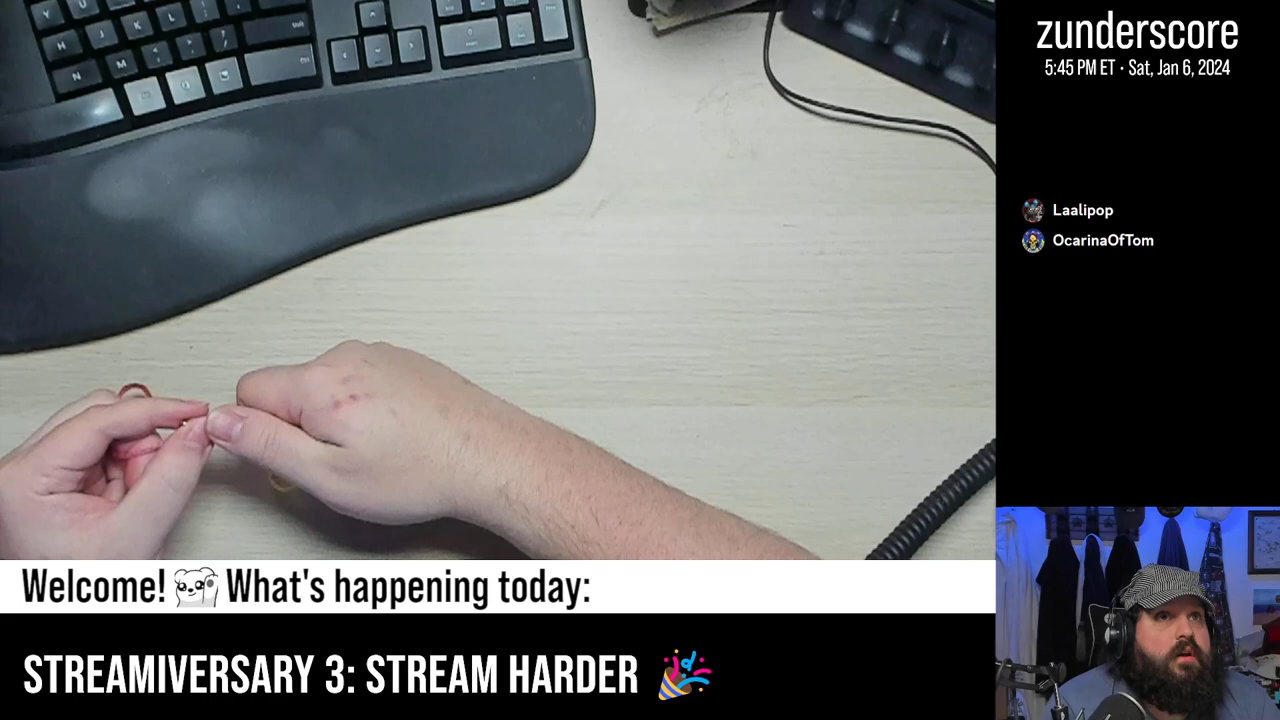 zunderscore
5:45 PM ET · Sat, Jan 6, 2024
Laalipop
OcarinaOfTom
Y
H
J
K
L
N
M
Welcome! What's happening today:
STREAMIVERSARY 3: STREAM HARDER